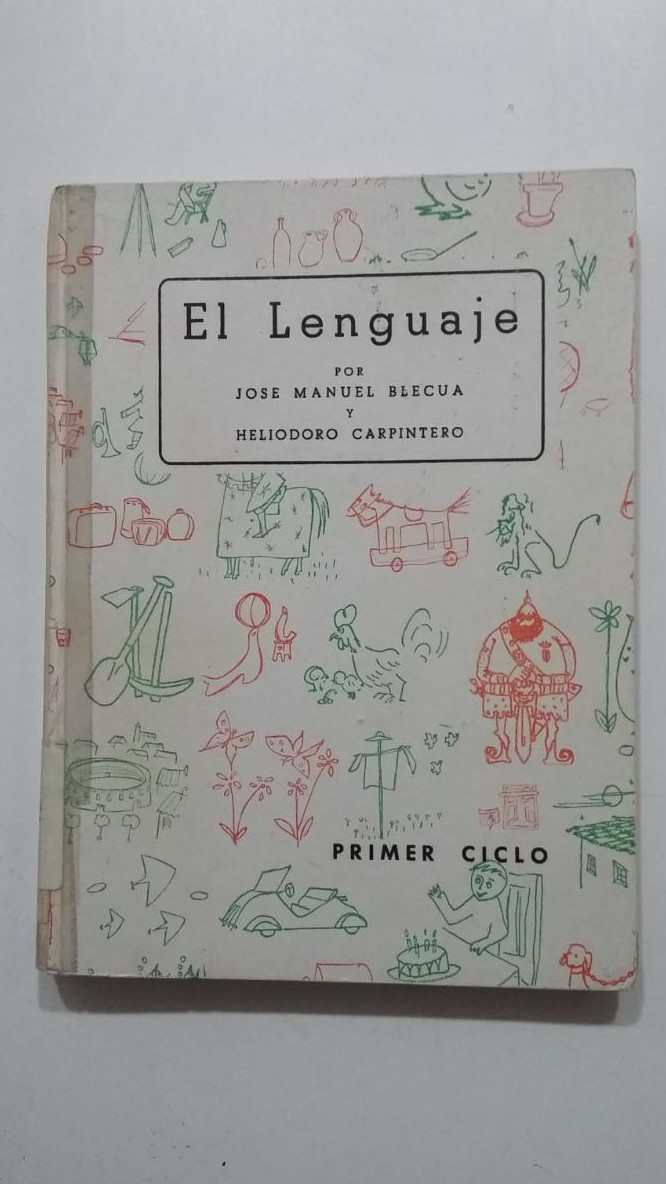 El Lenguaje
POR
JOSE MANUEL BLECUA
Y
HELIODORO CARPINTERO
PRIMER CICLO